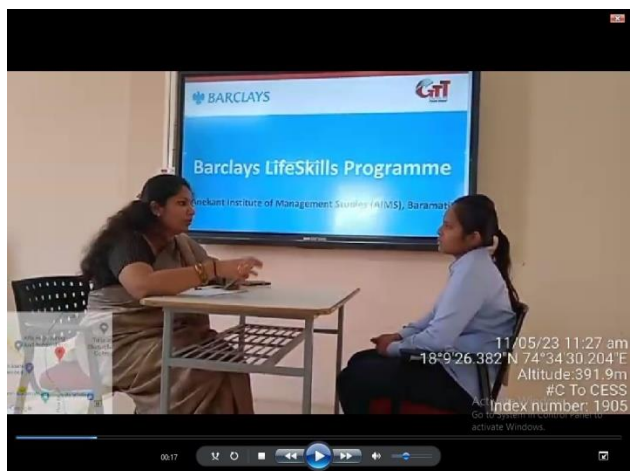 BARCLAYS
GTT
Barclays LifeSkills Programme
Anekant Institute of Management Studies (AIMS), Baramati
11/05/23 11:27 am
18°9'26.382"N 74°34'30.204"E
Altitude:391.9m
#C To CESS
Index number: 1905
Go to System in Control Panel to
activate Windows.
00:17